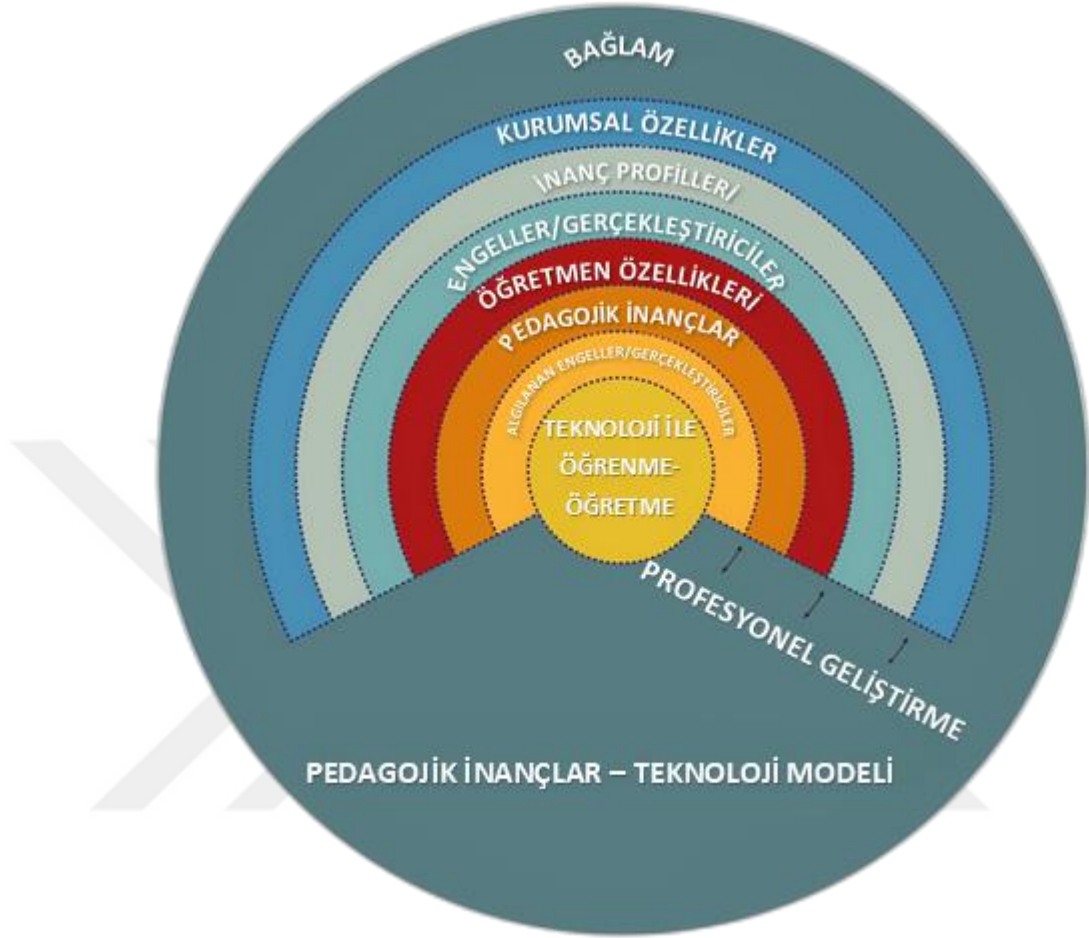 BAĞLAM
KURUMSAL ÖZELLİKLER
İNANÇ PROFİLLERİ
ENGELLER/GERÇEKLEŞTİRİCİLER
ÖĞRETMEN ÖZELLİKLERİ
PEDAGOJİK İNANÇLAR
ALGILANAN ENGELLER/GERÇEKLEŞTİRİCİLER
TEKNOLOJİ İLE
ÖĞRENME-
ÖĞRETME
PROFESYONEL GELİŞTİRME
PEDAGOJİK İNANÇLAR – TEKNOLOJİ MODELİ